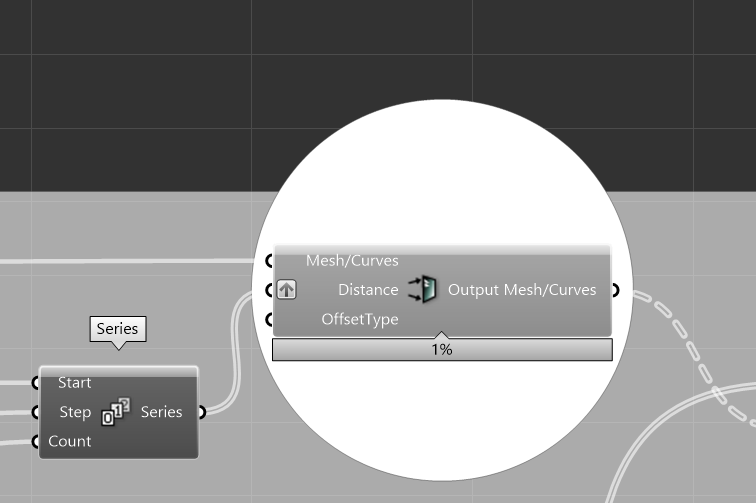 Mesh/Curves
Distance
Output Mesh/Curves
OffsetType
1%
Series
Start
Step
Series
Count